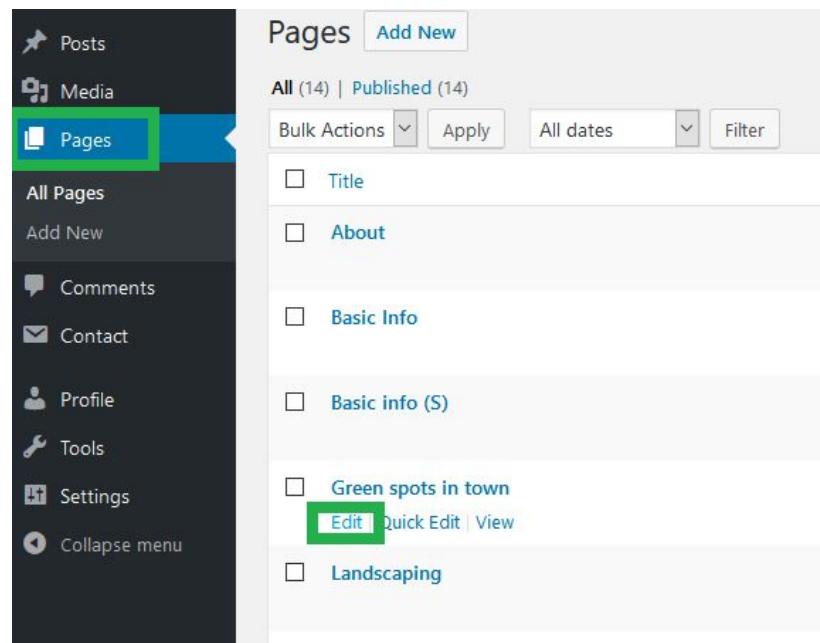 Posts
Media
Pages
All Pages
Add New
Comments
Contact
Profile
Tools
Settings
Collapse menu
Pages Add New
All (14) | Published (14)
Bulk Actions Apply All dates Filter
Title
About
Basic Info
Basic info (S)
Green spots in town
Edit | Quick Edit | View
Landscaping